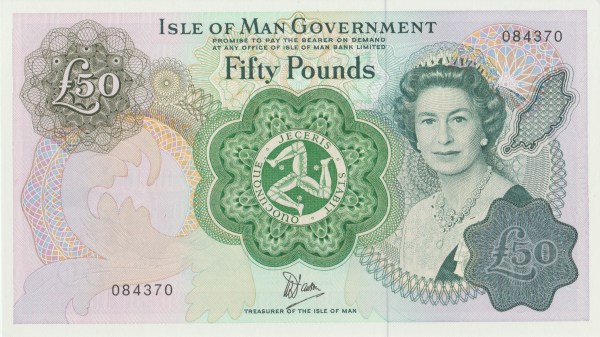 ISLE OF MAN GOVERNMENT
PROMISE TO PAY THE BEARER ON DEMAND
AT ANY OFFICE OF ISLE OF MAN BANK LIMITED
084370
£50
FIFTY POUNDS
QUOCUNQUE JECERIS STABIT
£50
084370
TREASURER OF THE ISLE OF MAN